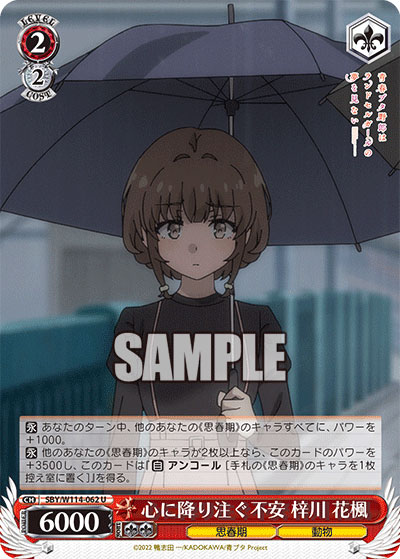 LEVEL
2
2
COST
青春ブタ野郎は
ランドセルガールの
夢を見ない
SAMPLE
永 あなたのターン中、他のあなたの《思春期》のキャラすべてに、パワーを
+1000。
永 他のあなたの《思春期》のキャラが2枚以上なら、このカードのパワーを
+3500し、このカードは『自 アンコール [手札の《思春期》のキャラを1枚
控え室に置く]』を得る。
CH SBY/W114-062 U
心に降り注ぐ不安 梓川 花楓
6000
SOUL
思春期
動物
©2022 鴨志田 一/KADOKAWA/青ブタ Project